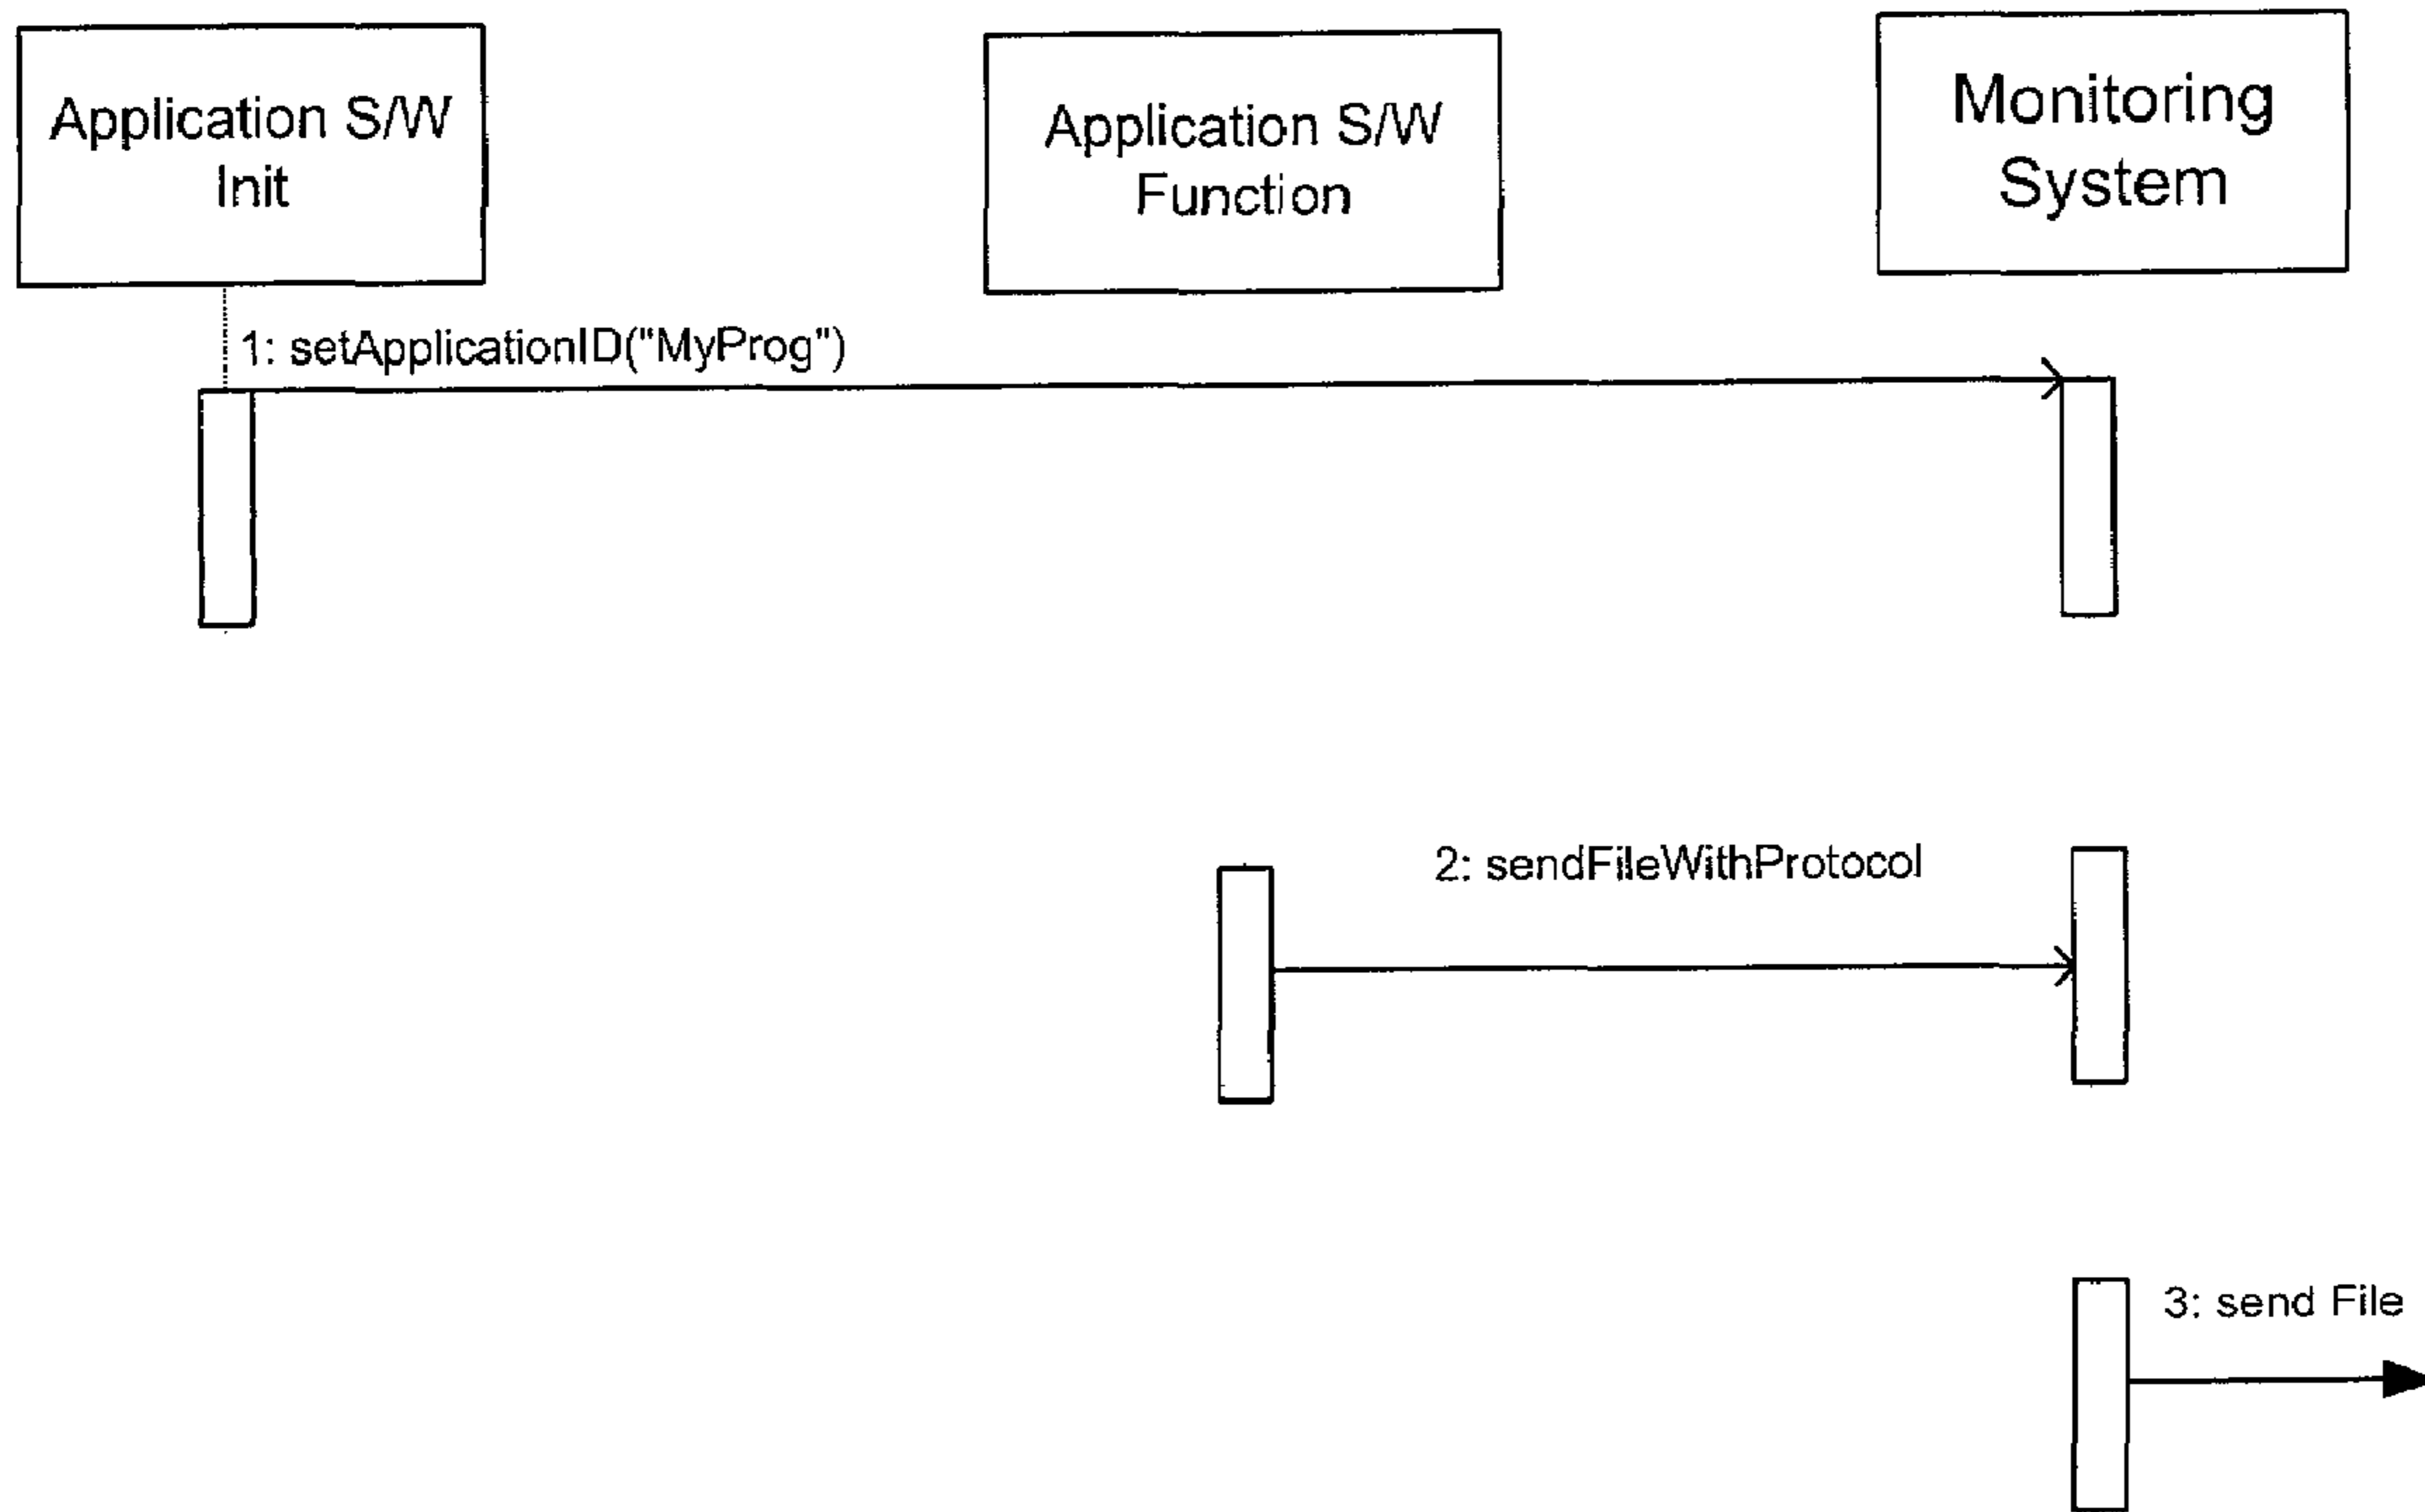 Application S/W
Init
Application S/W
Function
Monitoring
System
1: setApplicationID("MyProg")
2: sendFileWithProtocol
3: send File